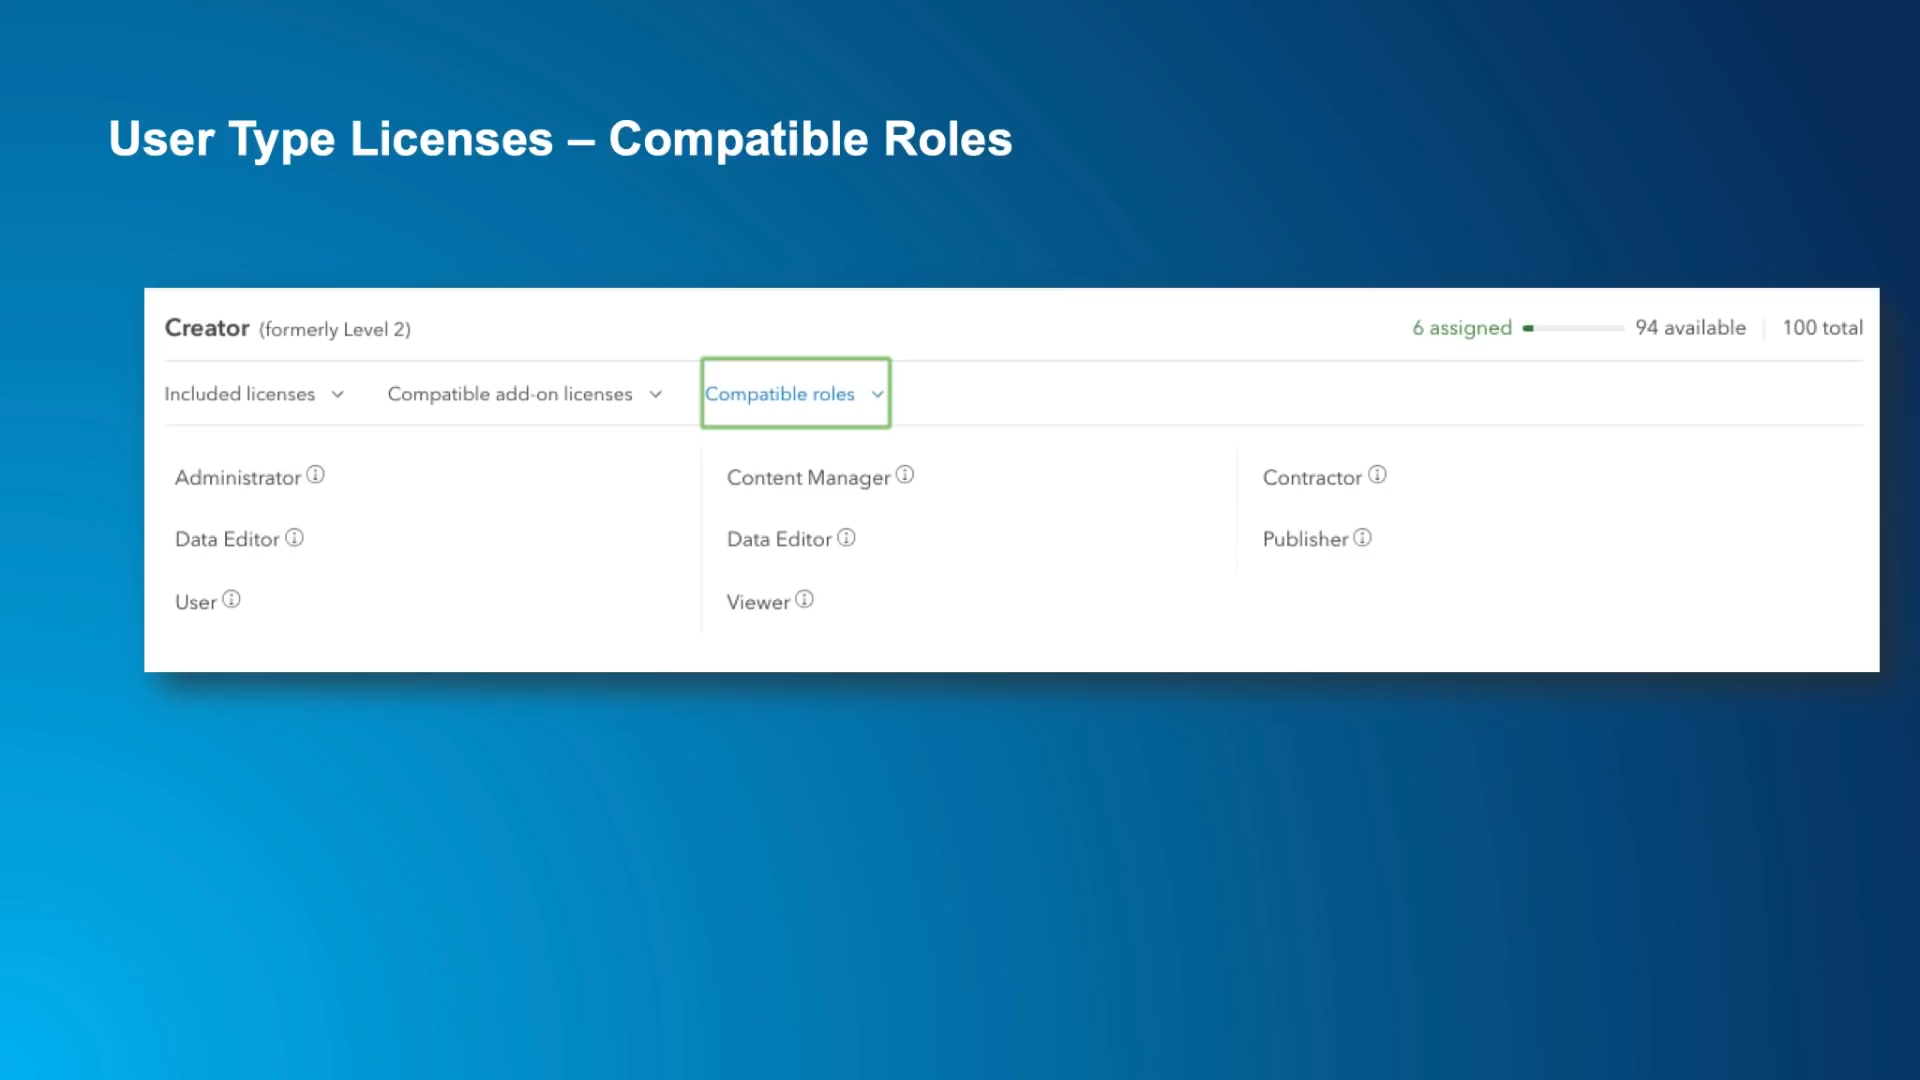 User Type Licenses – Compatible Roles
Creator (formerly Level 2) 6 assigned 94 available 100 total
Included licenses Compatible add-on licenses Compatible roles
Administrator Content Manager Contractor
Data Editor Data Editor Publisher
User Viewer